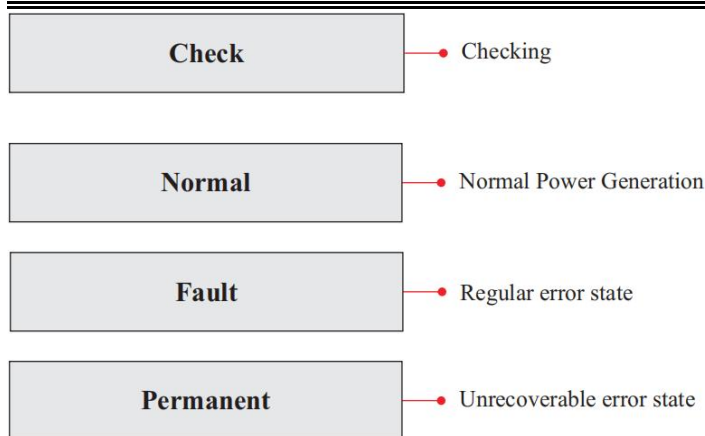 Check Checking
Normal Normal Power Generation
Fault Regular error state
Permanent Unrecoverable error state